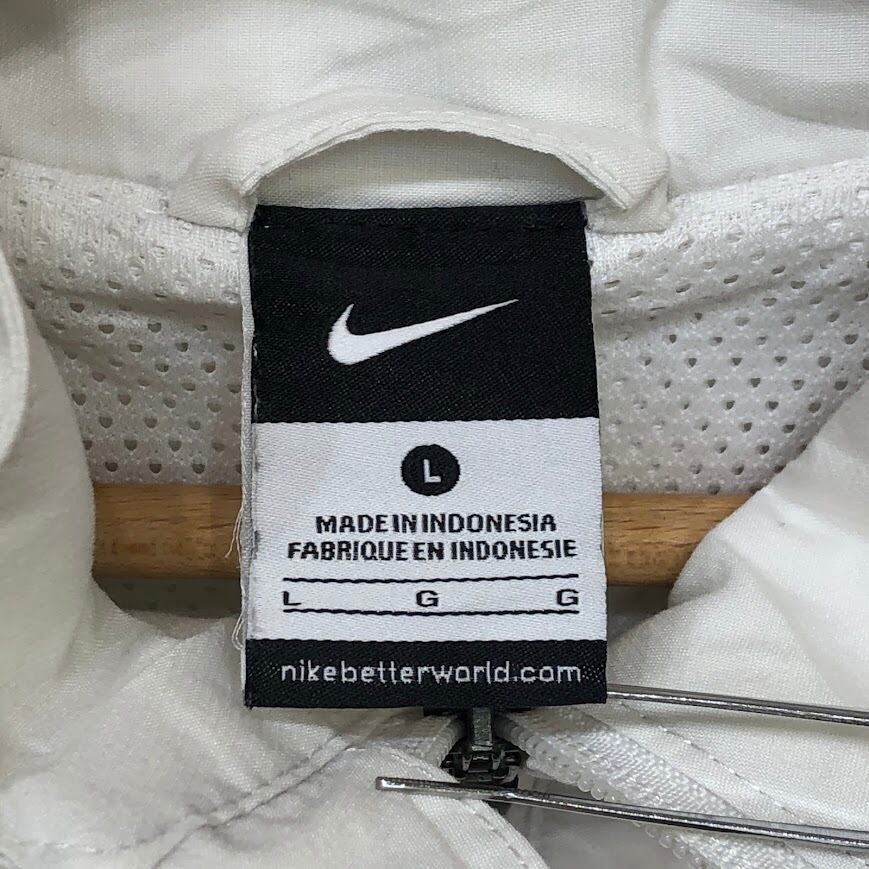 L
MADE IN INDONESIA
FABRIQUE EN INDONESIE
L G G
nikebetterworld.com